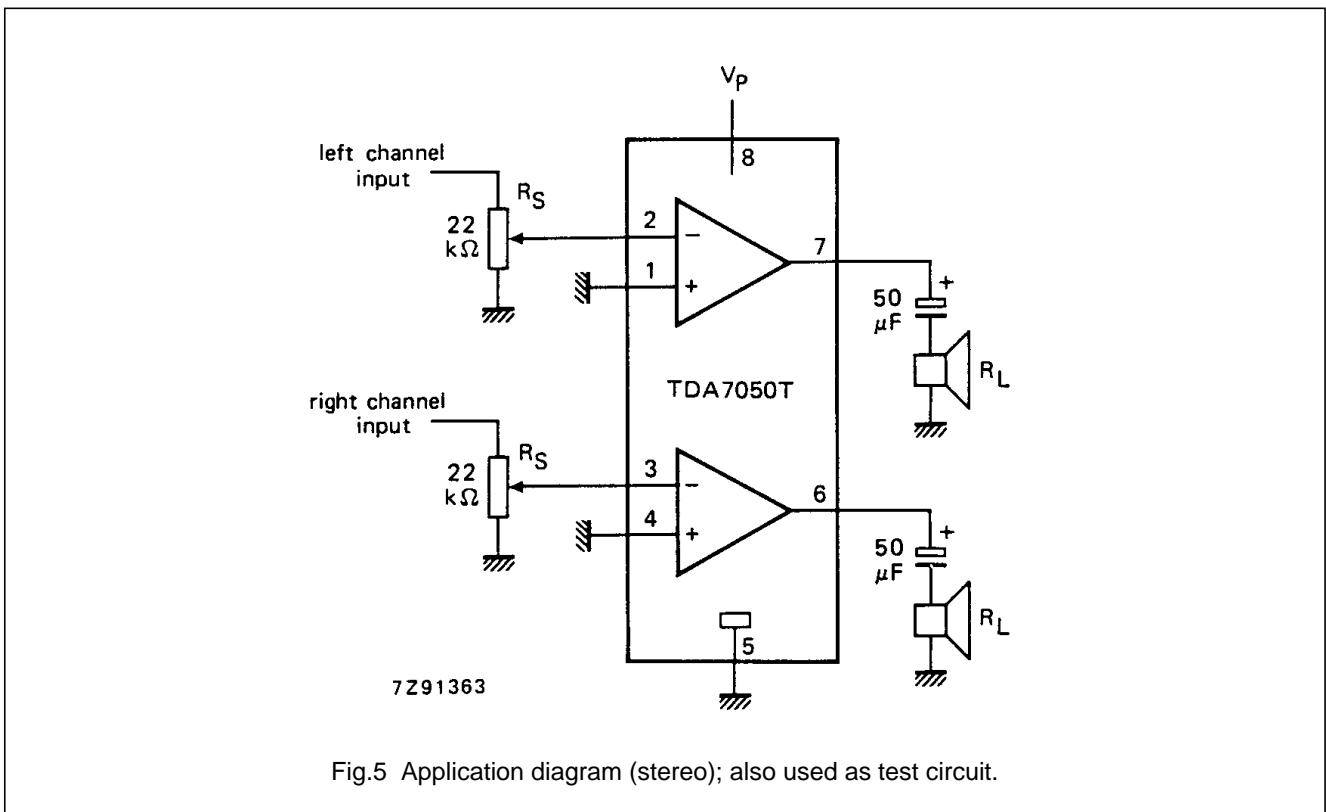 V_P
8
left channel
input
R_S
22
kΩ
2
−
7
1
+
+
50
μF
R_L
TDA7050T
right channel
input
R_S
22
kΩ
3
−
6
4
+
+
50
μF
R_L
5
7Z91363
Fig.5 Application diagram (stereo); also used as test circuit.